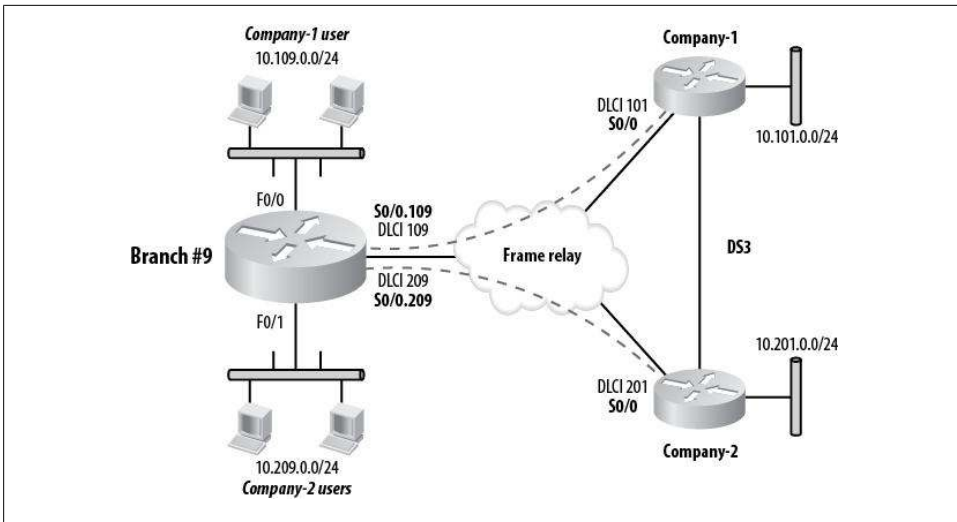 Company-1 user
10.109.0.0/24
F0/0
Branch #9
F0/1
10.209.0.0/24
Company-2 users
S0/0.109
DLCI 109
DLCI 209
S0/0.209
Frame relay
Company-1
DLCI 101
S0/0
10.101.0.0/24
DS3
10.201.0.0/24
DLCI 201
S0/0
Company-2